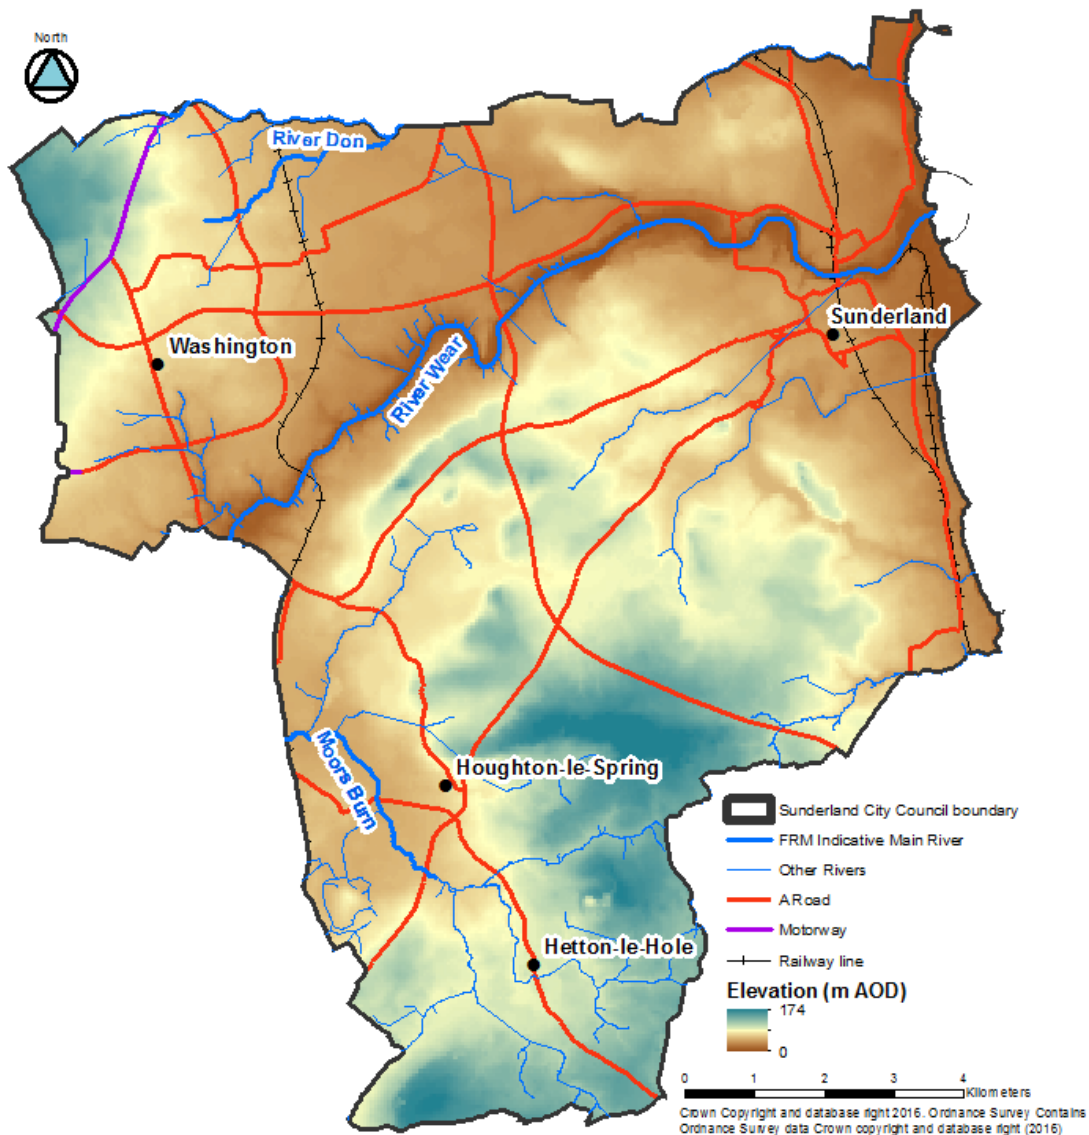 North
River Don
Sunderland
Washington
River Wear
Moors Burn
Houghton-le-Spring
Hetton-le-Hole
Sunderland City Council boundary
FRM Indicative Main River
Other Rivers
A Road
Motorway
Railway line
Elevation (m AOD)
174
0
0 1 2 3 4
Kilometers
Crown Copyright and database right 2016. Ordnance Survey Contains
Ordnance Survey data Crown copyright and database right (2016)